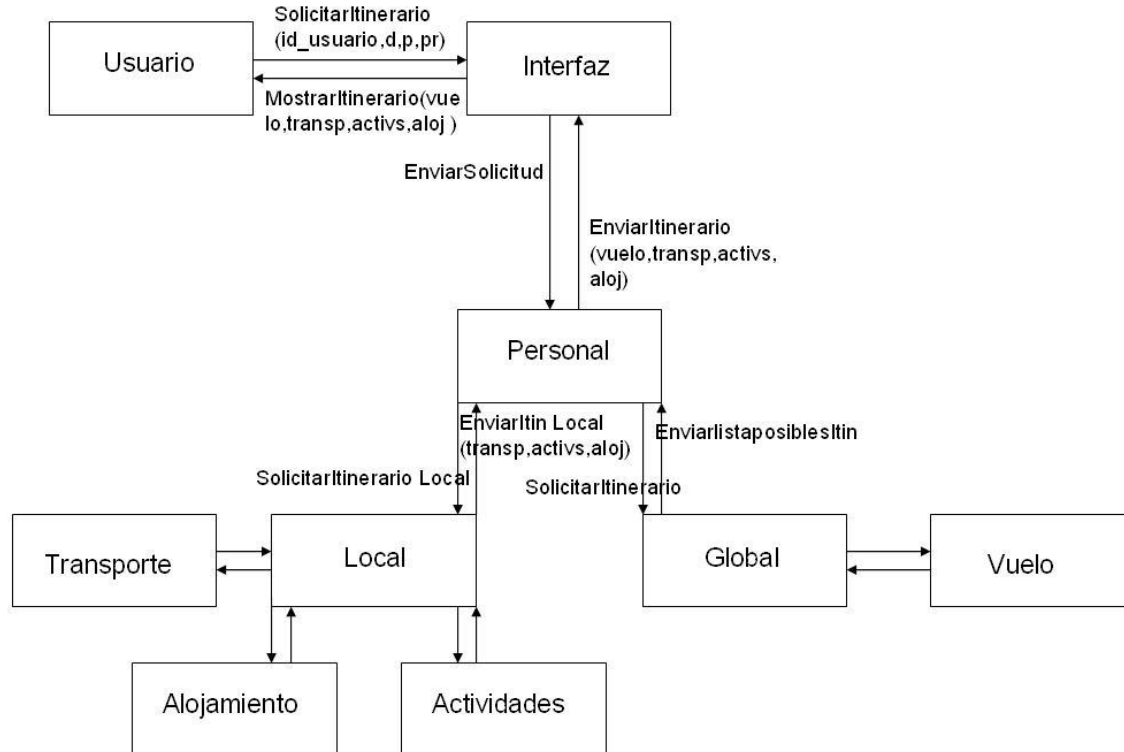 SolicitarItinerario
(id_usuario,d,p,pr)
Usuario
Interfaz
MostrarItinerario(vue
lo,transp,activs,aloj )
EnviarSolicitud
EnviarItinerario
(vuelo,transp,activs,
aloj)
Personal
EnviarItin Local
(transp,activs,aloj)
EnviarlistaposiblesItin
SolicitarItinerario Local
SolicitarItinerario
Transporte
Local
Global
Vuelo
Alojamiento
Actividades